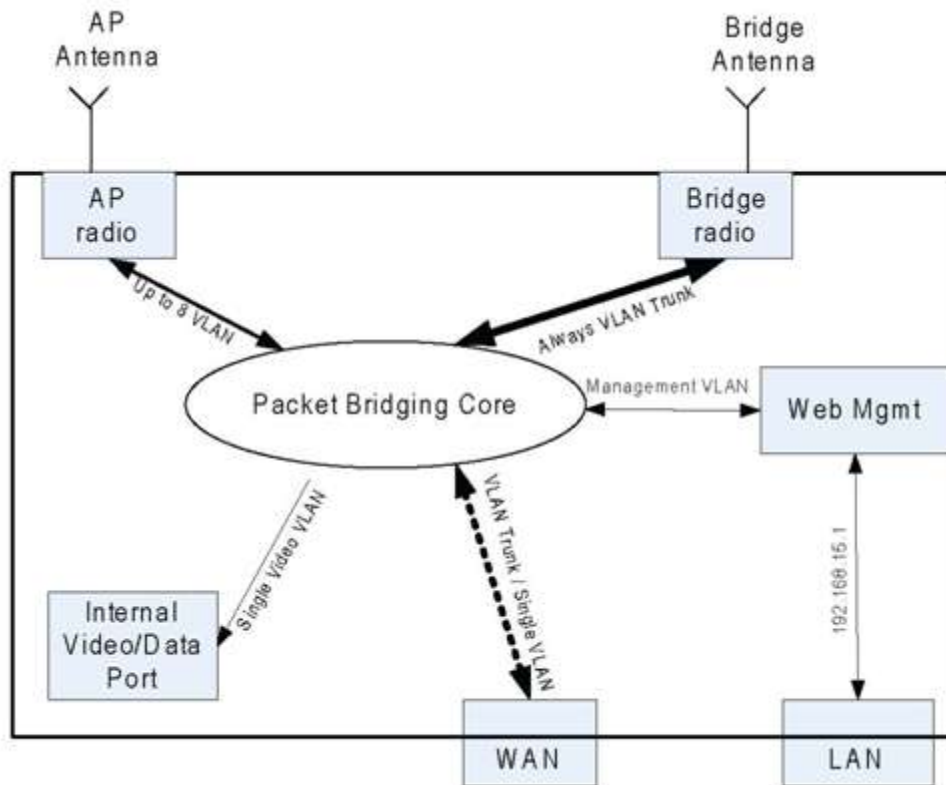 AP
Antenna
Bridge
Antenna
AP
radio
Bridge
radio
Up to 8 VLAN
Always VLAN Trunk
Packet Bridging Core
Management VLAN
Web Mgmt
Single Video VLAN
VLAN Trunk / Single VLAN
192.168.15.1
Internal
Video/Data
Port
WAN
LAN